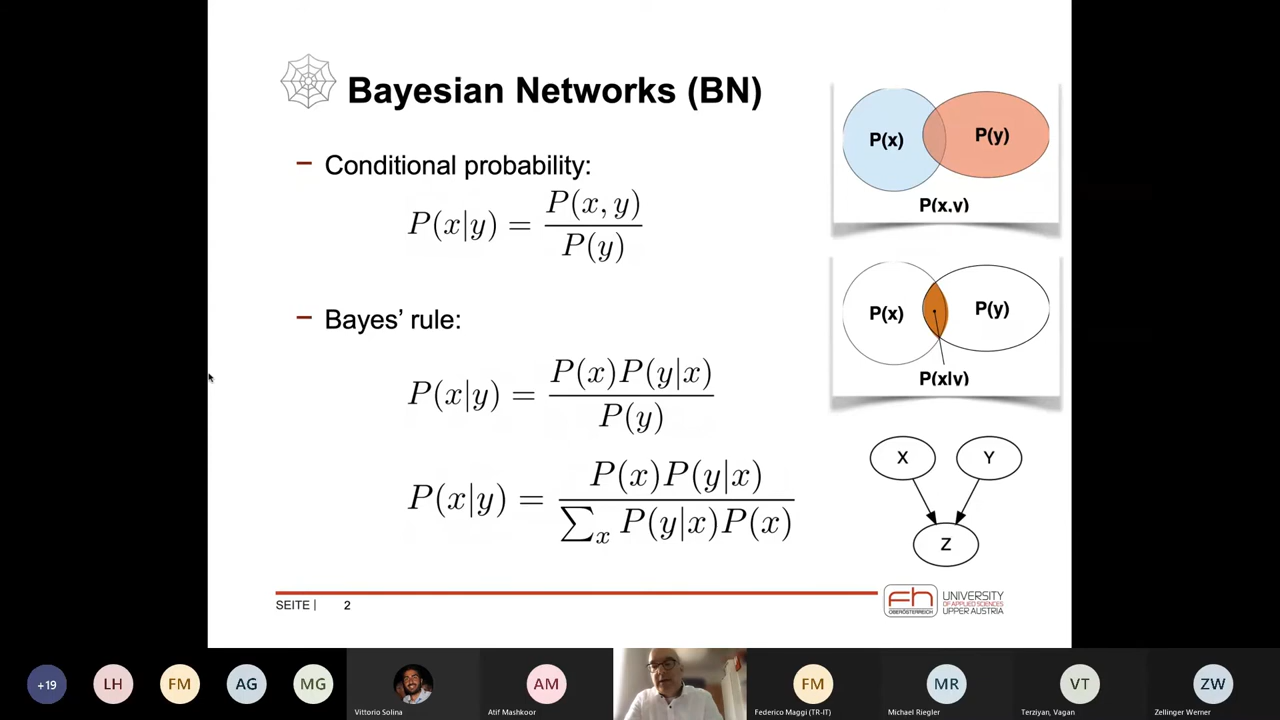 Bayesian Networks (BN)
– Conditional probability:
P(x|y) = P(x, y) / P(y)
– Bayes’ rule:
P(x|y) = P(x)P(y|x) / P(y)
P(x|y) = P(x)P(y|x) / ∑x P(y|x)P(x)
P(x) P(y)
P(x,y)
P(x) P(y)
P(x|y)
X Y
Z
SEITE | 2
fh
OBERÖSTERREICH
UNIVERSITY
OF APPLIED SCIENCES
UPPER AUSTRIA
+19 LH FM AG MG AM FM MR VT ZW
Vittorio Solina Atif Mashkoor Federico Maggi (TR-IT) Michael Riegler Terziyan, Vagan Zellinger Werner